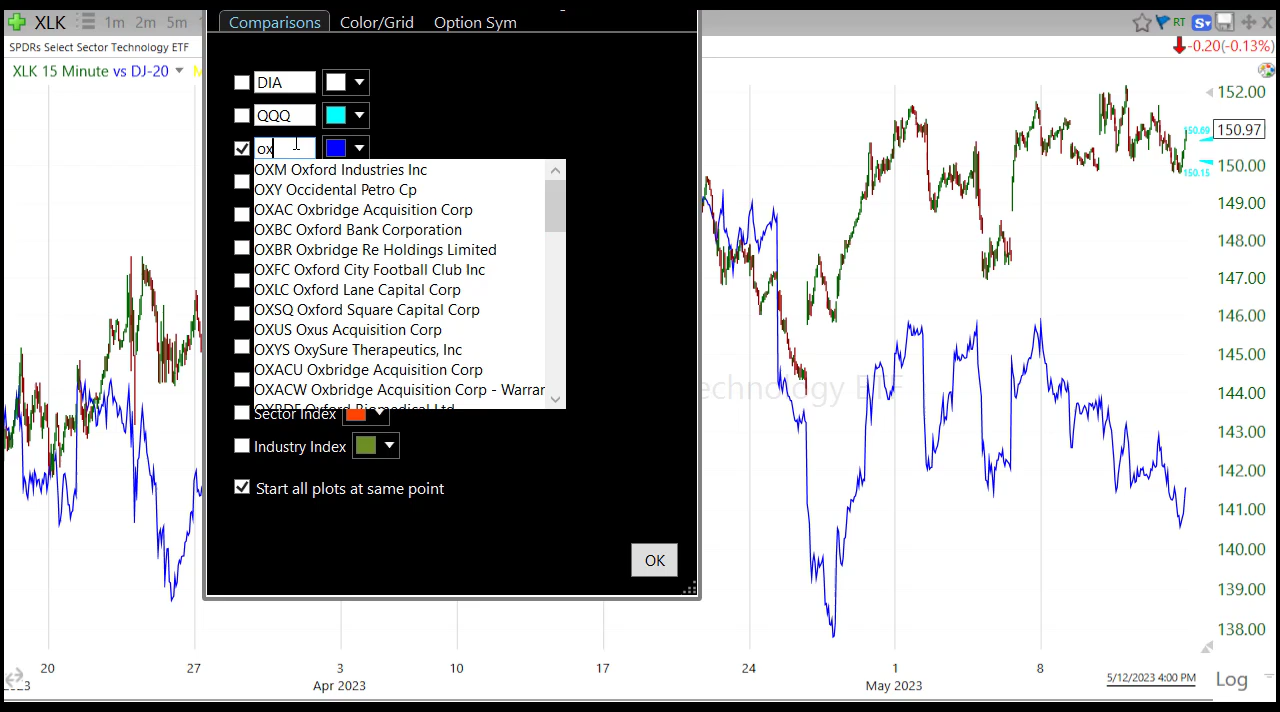 XLK 1m 2m 5m
Comparisons Color/Grid Option Sym
RT S
SPDRs Select Sector Technology ETF
-0.20(-0.13%)
XLK 15 Minute vs DJ-20
DIA
QQQ
ox
OXM Oxford Industries Inc
OXY Occidental Petro Cp
OXAC Oxbridge Acquisition Corp
OXBC Oxford Bank Corporation
OXBR Oxbridge Re Holdings Limited
OXFC Oxford City Football Club Inc
OXLC Oxford Lane Capital Corp
OXSQ Oxford Square Capital Corp
OXUS Oxus Acquisition Corp
OXYS OxySure Therapeutics, Inc
OXACU Oxbridge Acquisition Corp
OXACW Oxbridge Acquisition Corp - Warran
Sector Index
Industry Index
Start all plots at same point
OK
echnology ETF
152.00
150.69
150.97
150.00
150.15
149.00
148.00
147.00
146.00
145.00
144.00
143.00
142.00
141.00
140.00
139.00
138.00
20 27 3 10 17 24 1 8
Apr 2023 May 2023
5/12/2023 4:00 PM
Log